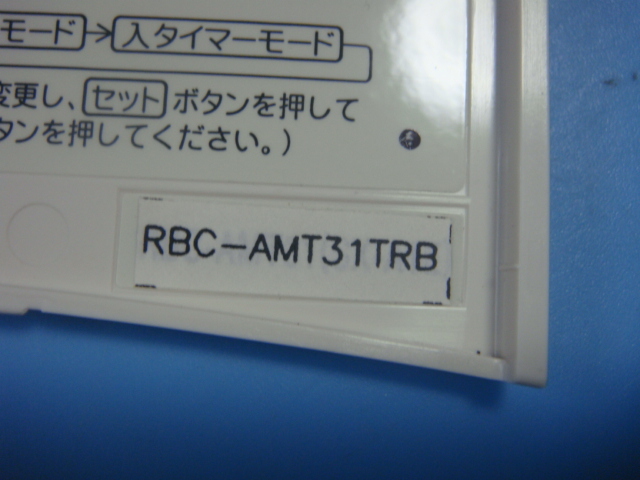 モード→入タイマーモード
変更し、セットボタンを押して
タンを押してください。)
RBC-AMT31TRB